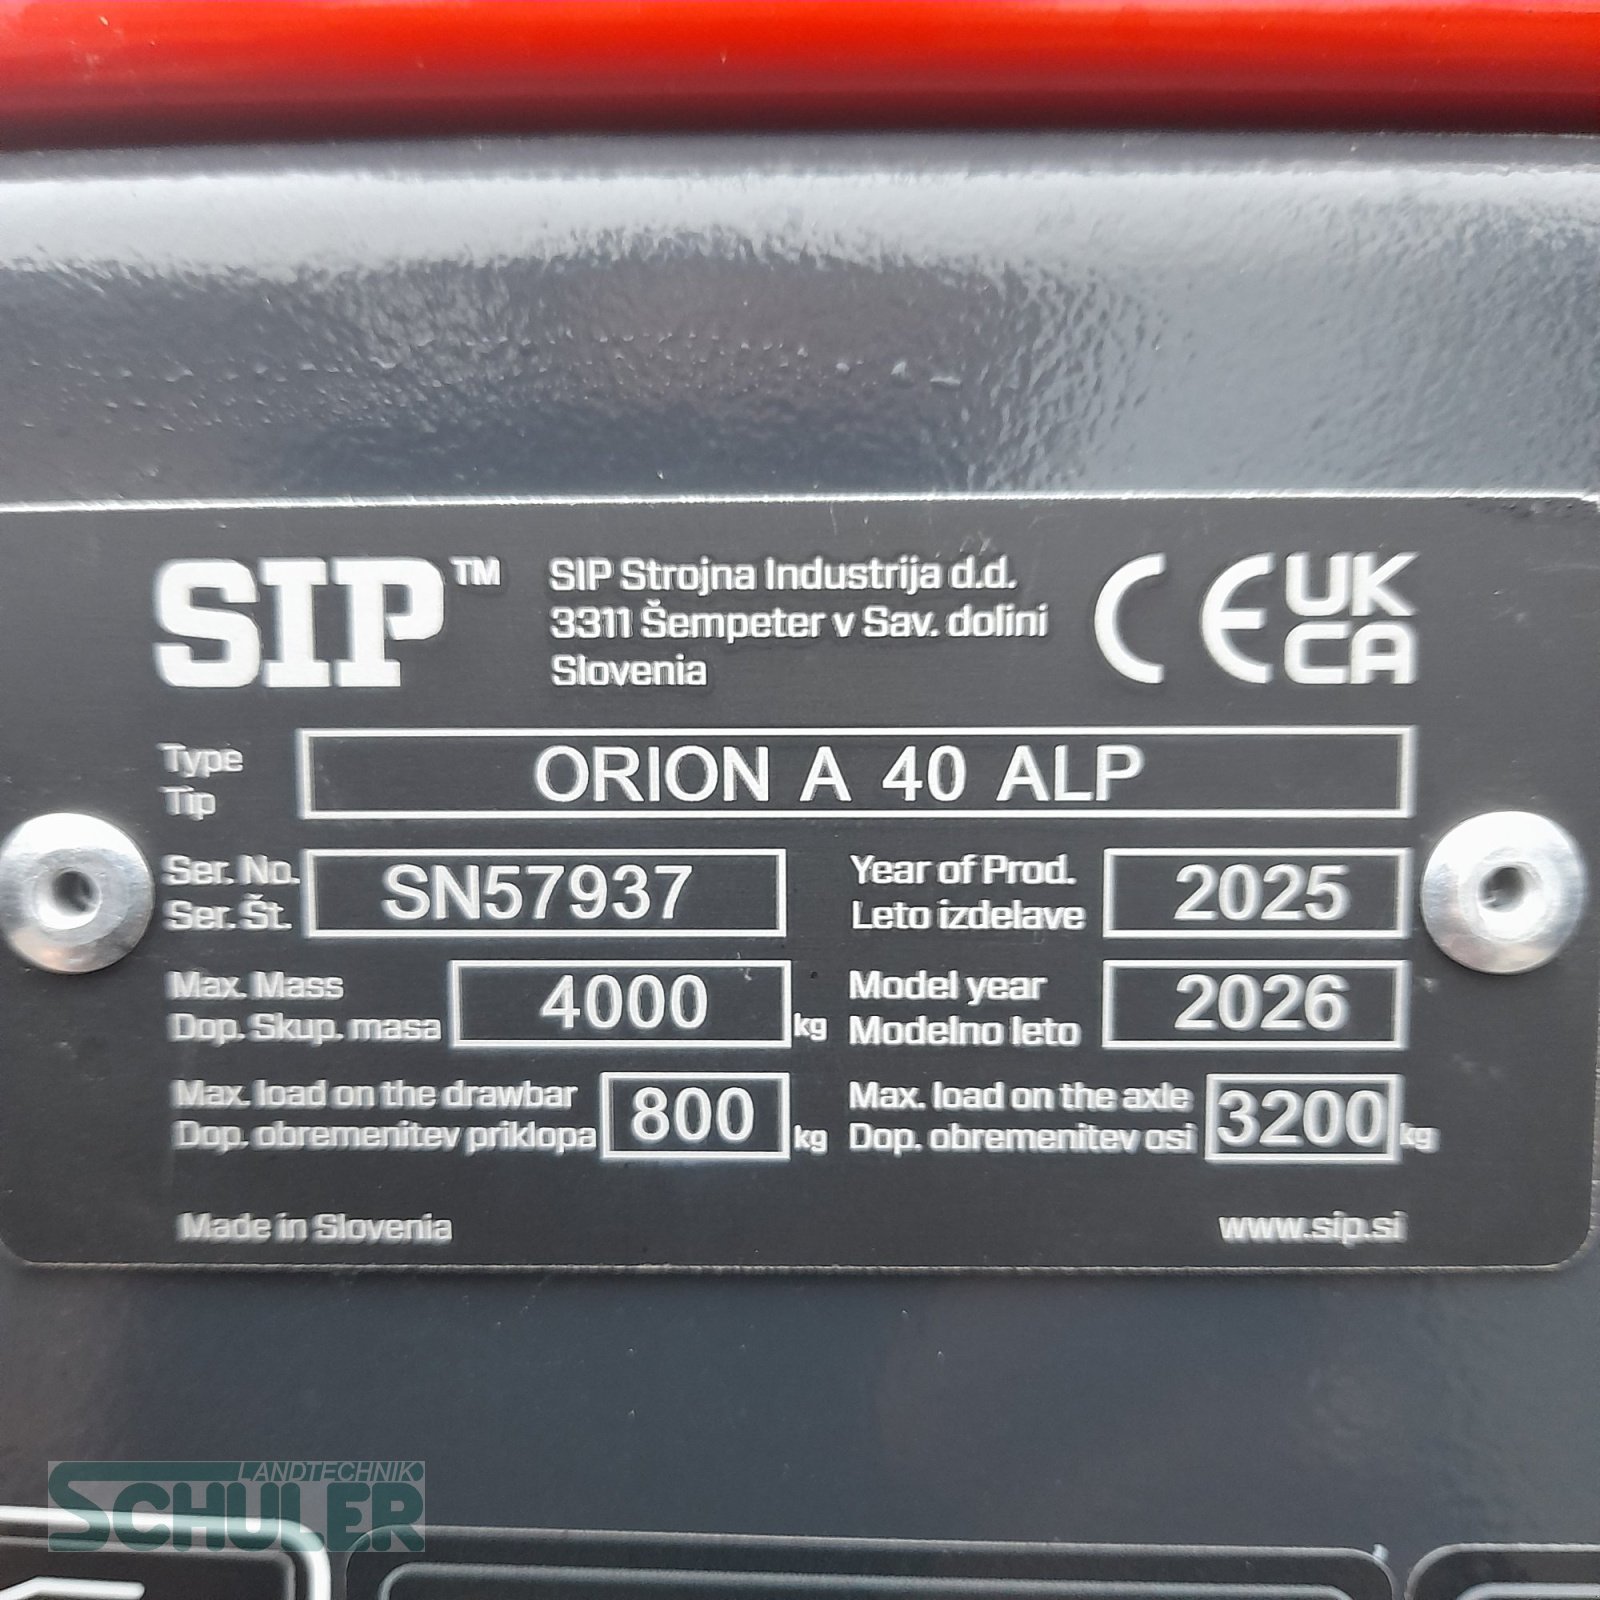 SIP™
SIP Strojna Industrija d.d.
3311 Šempeter v Sav. dolini
Slovenia
CE UK
CA
Type
Tip
ORION A 40 ALP
Ser. No.
Ser. Št.
SN57937
Year of Prod.
Leto izdelave
2025
Max. Mass
Dop. Skup. masa
4000
kg
Model year
Modelno leto
2026
Max. load on the drawbar
Dop. obremenitev priklopa
800
kg
Max. load on the axle
Dop. obremenitev osi
3200
kg
Made in Slovenia
www.sip.si
LANDTECHNIK
SCHULER